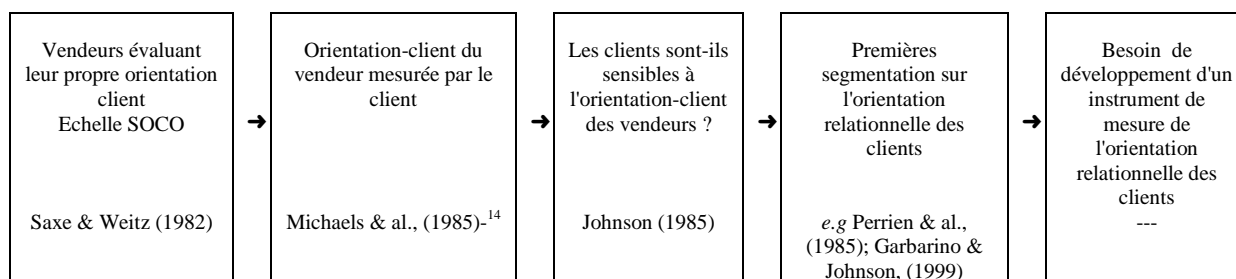 Vendeurs évaluant
leur propre orientation
client
Echelle SOCO
Saxe & Weitz (1982)
➔
Orientation-client du
vendeur mesurée par le
client
Michaels & al., (1985)-14
➔
Les clients sont-ils
sensibles à
l'orientation-client
des vendeurs ?
Johnson (1985)
➔
Premières
segmentation sur
l'orientation
relationnelle des
clients
e.g Perrien & al.,
(1985); Garbarino &
Johnson, (1999)
➔
Besoin de
développement d'un
instrument de
mesure de
l'orientation
relationnelle des
clients
---